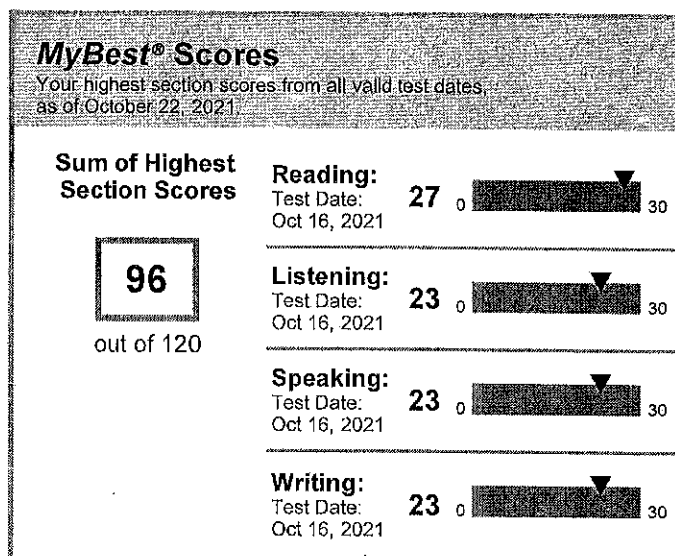 MyBest® Scores
Your highest section scores from all valid test dates,
as of October 22, 2021.
Sum of Highest
Section Scores
96
out of 120
Reading:
Test Date:
Oct 16, 2021
27
0
30
Listening:
Test Date:
Oct 16, 2021
23
0
30
Speaking:
Test Date:
Oct 16, 2021
23
0
30
Writing:
Test Date:
Oct 16, 2021
23
0
30